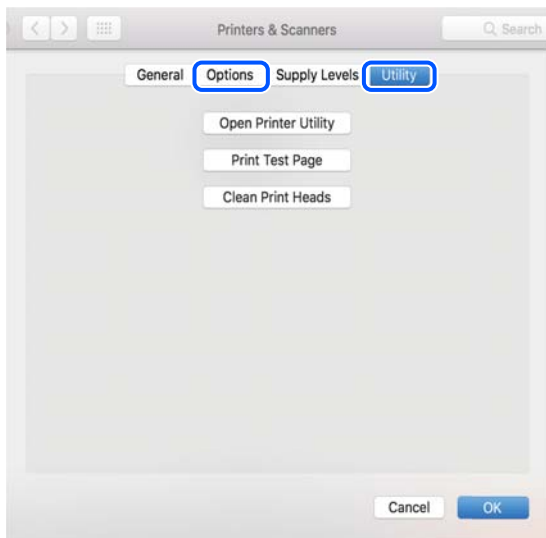 Printers & Scanners
Search
General Options Supply Levels Utility
Open Printer Utility
Print Test Page
Clean Print Heads
Cancel OK